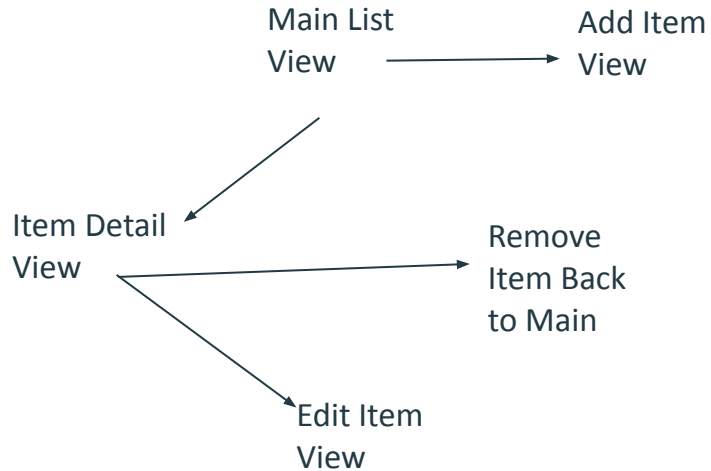 Main List
View
Add Item
View
Item Detail
View
Remove
Item Back
to Main
Edit Item
View